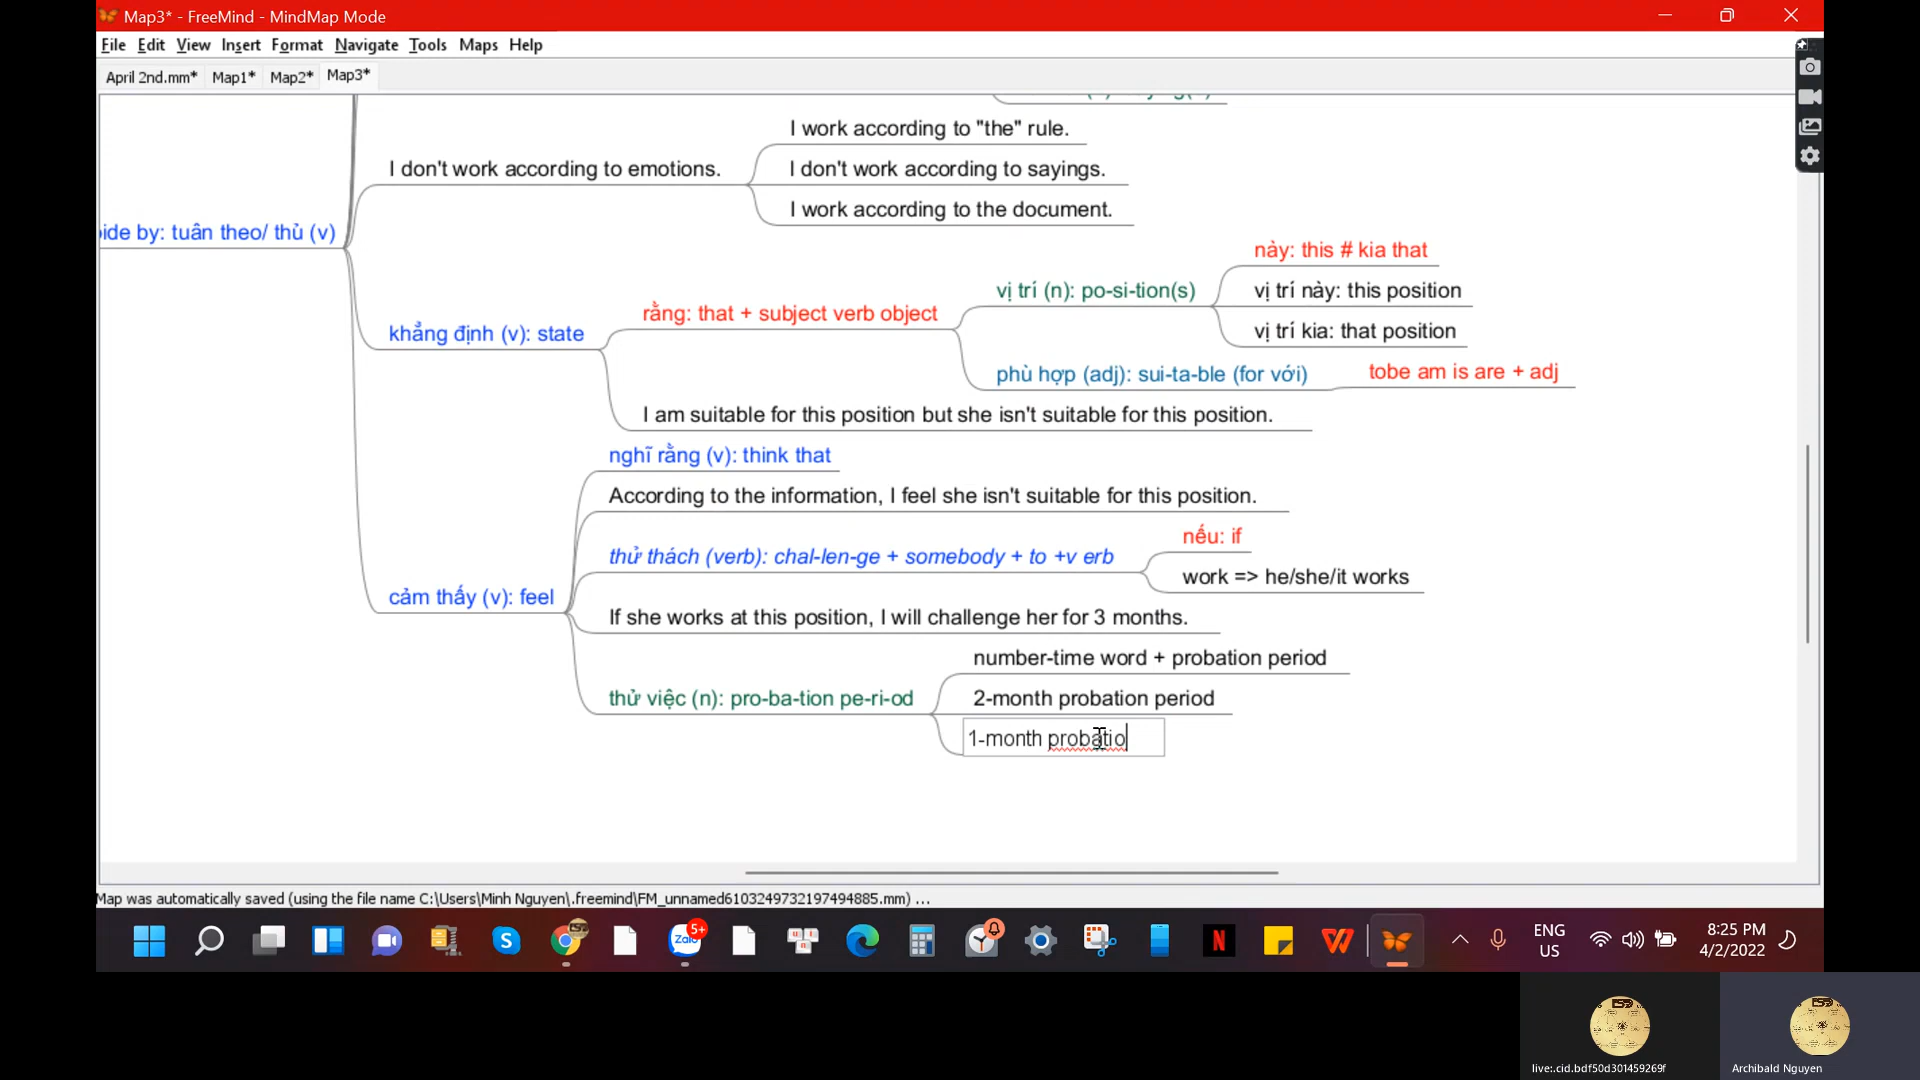 Map3* - FreeMind - MindMap Mode
File Edit View Insert Format Navigate Tools Maps Help
April 2nd.mm* Map1* Map2* Map3*
I work according to "the" rule.
I don't work according to emotions.
I don't work according to sayings.
I work according to the document.
ide by: tuân theo/ thủ (v)
này: this # kia that
vị trí (n): po-si-tion(s)
vị trí này: this position
rằng: that + subject verb object
vị trí kia: that position
khẳng định (v): state
phù hợp (adj): sui-ta-ble (for với)
tobe am is are + adj
I am suitable for this position but she isn't suitable for this position.
nghĩ rằng (v): think that
According to the information, I feel she isn't suitable for this position.
nếu: if
thử thách (verb): chal-len-ge + somebody + to +v erb
work => he/she/it works
cảm thấy (v): feel
If she works at this position, I will challenge her for 3 months.
number-time word + probation period
thử việc (n): pro-ba-tion pe-ri-od
2-month probation period
1-month probatio
Map was automatically saved (using the file name C:\Users\Minh Nguyen\.freemind\FM_unnamed6103249732197494885.mm) ...
5+
Zalo
ENG
US
8:25 PM
4/2/2022
live:.cid.bdf50d301459269f
Archibald Nguyen